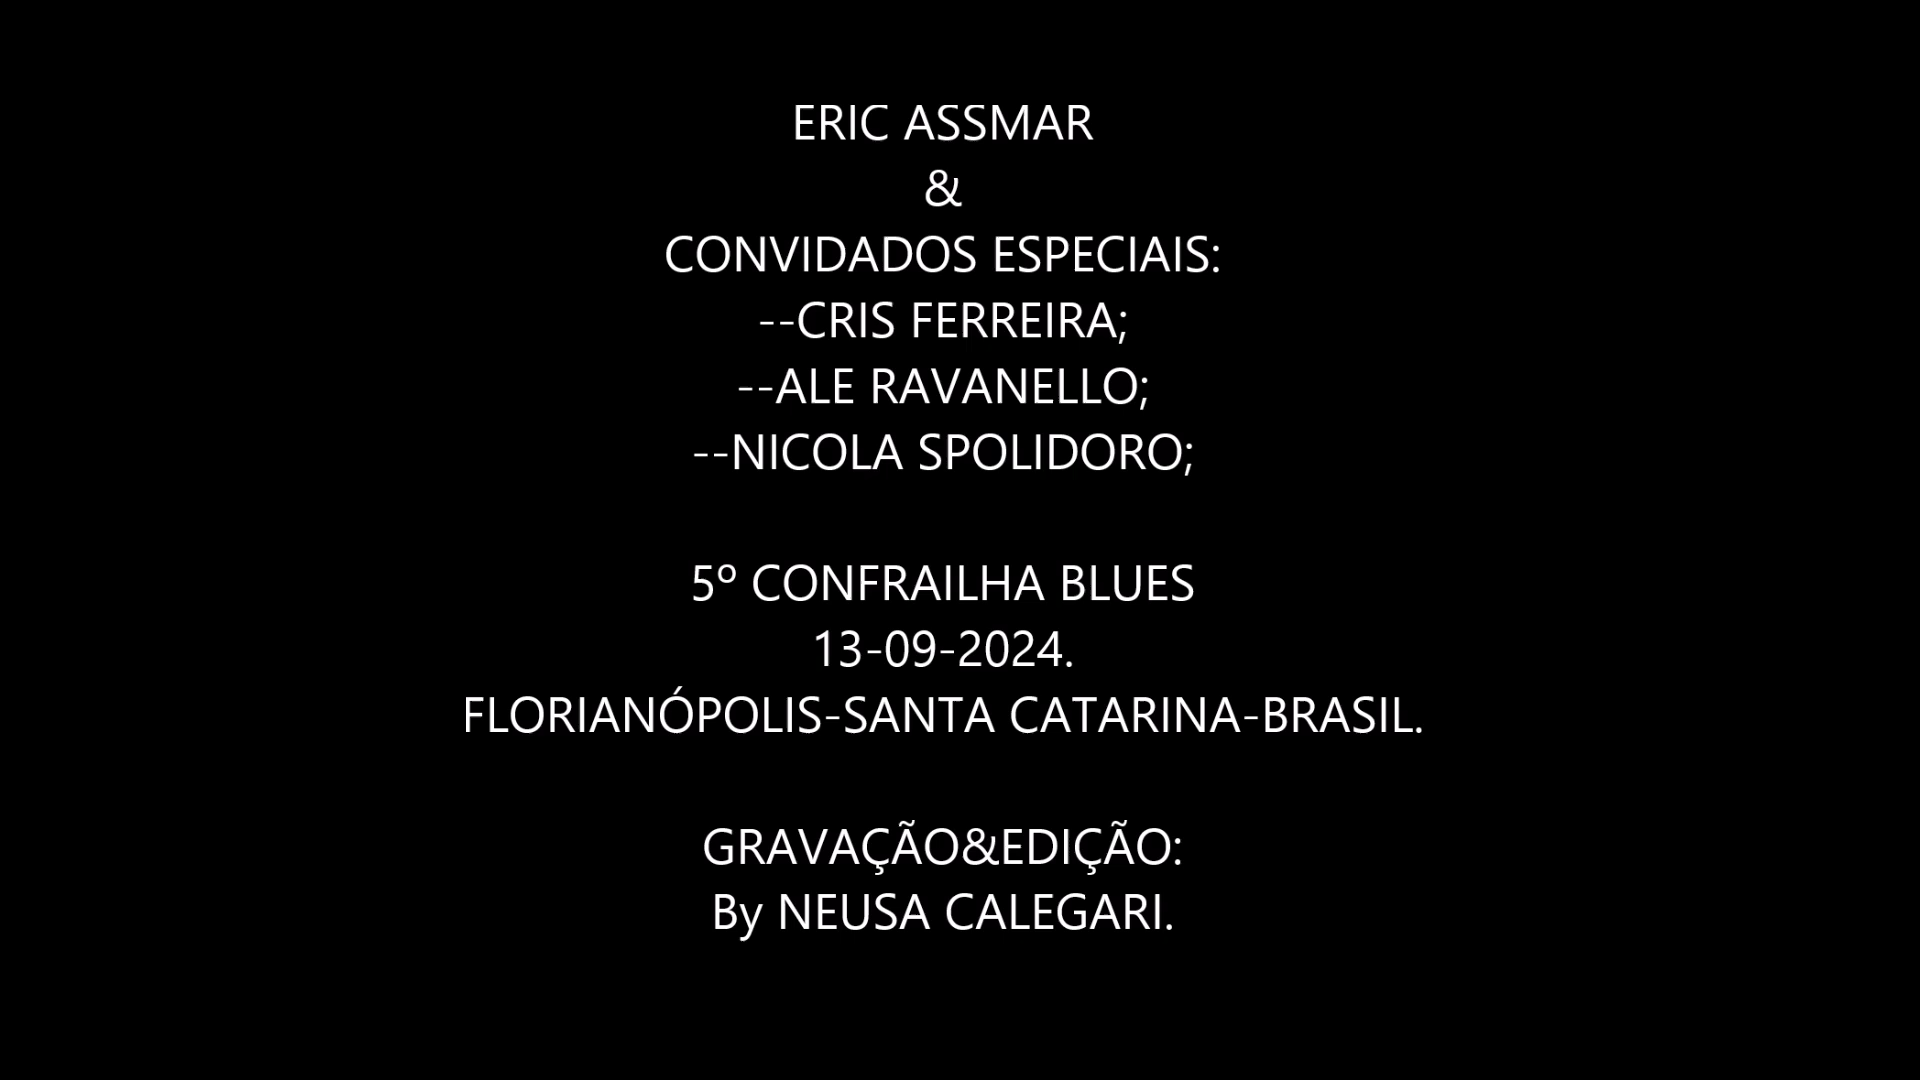 ERIC ASSMAR
&
CONVIDADOS ESPECIAIS:
--CRIS FERREIRA;
--ALE RAVANELLO;
--NICOLA SPOLIDORO;
5º CONFRAILHA BLUES
13-09-2024.
FLORIANÓPOLIS-SANTA CATARINA-BRASIL.
GRAVAÇÃO&EDIÇÃO:
By NEUSA CALEGARI.